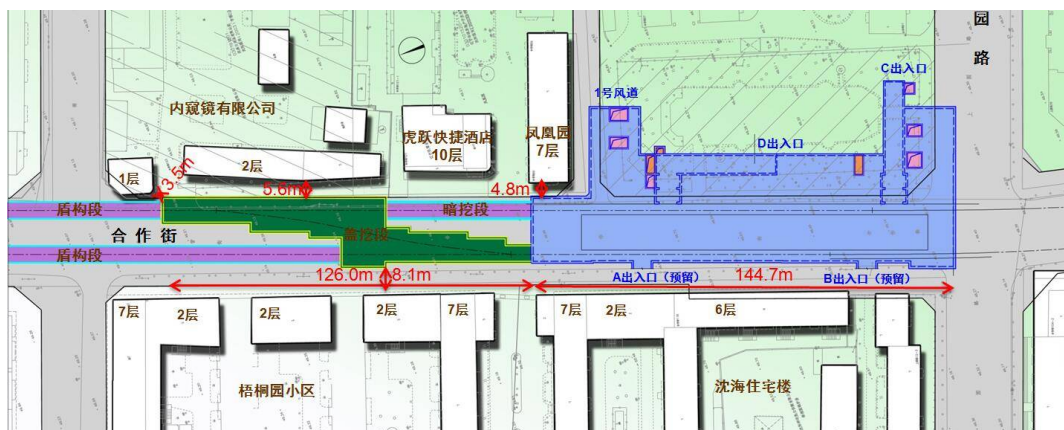 园
路
C出入口
1号风道
内窥镜有限公司
虎跃快捷酒店
10层
凤凰园
7层
D出入口
2层
1层
3.5m
5.6m
4.8m
盾构段
暗挖段
合作街
盾构段
126.0m
8.1m
A出入口（预留）
144.7m
B出入口（预留）
7层
2层
2层
2层
7层
7层
2层
6层
梧桐园小区
沈海住宅楼